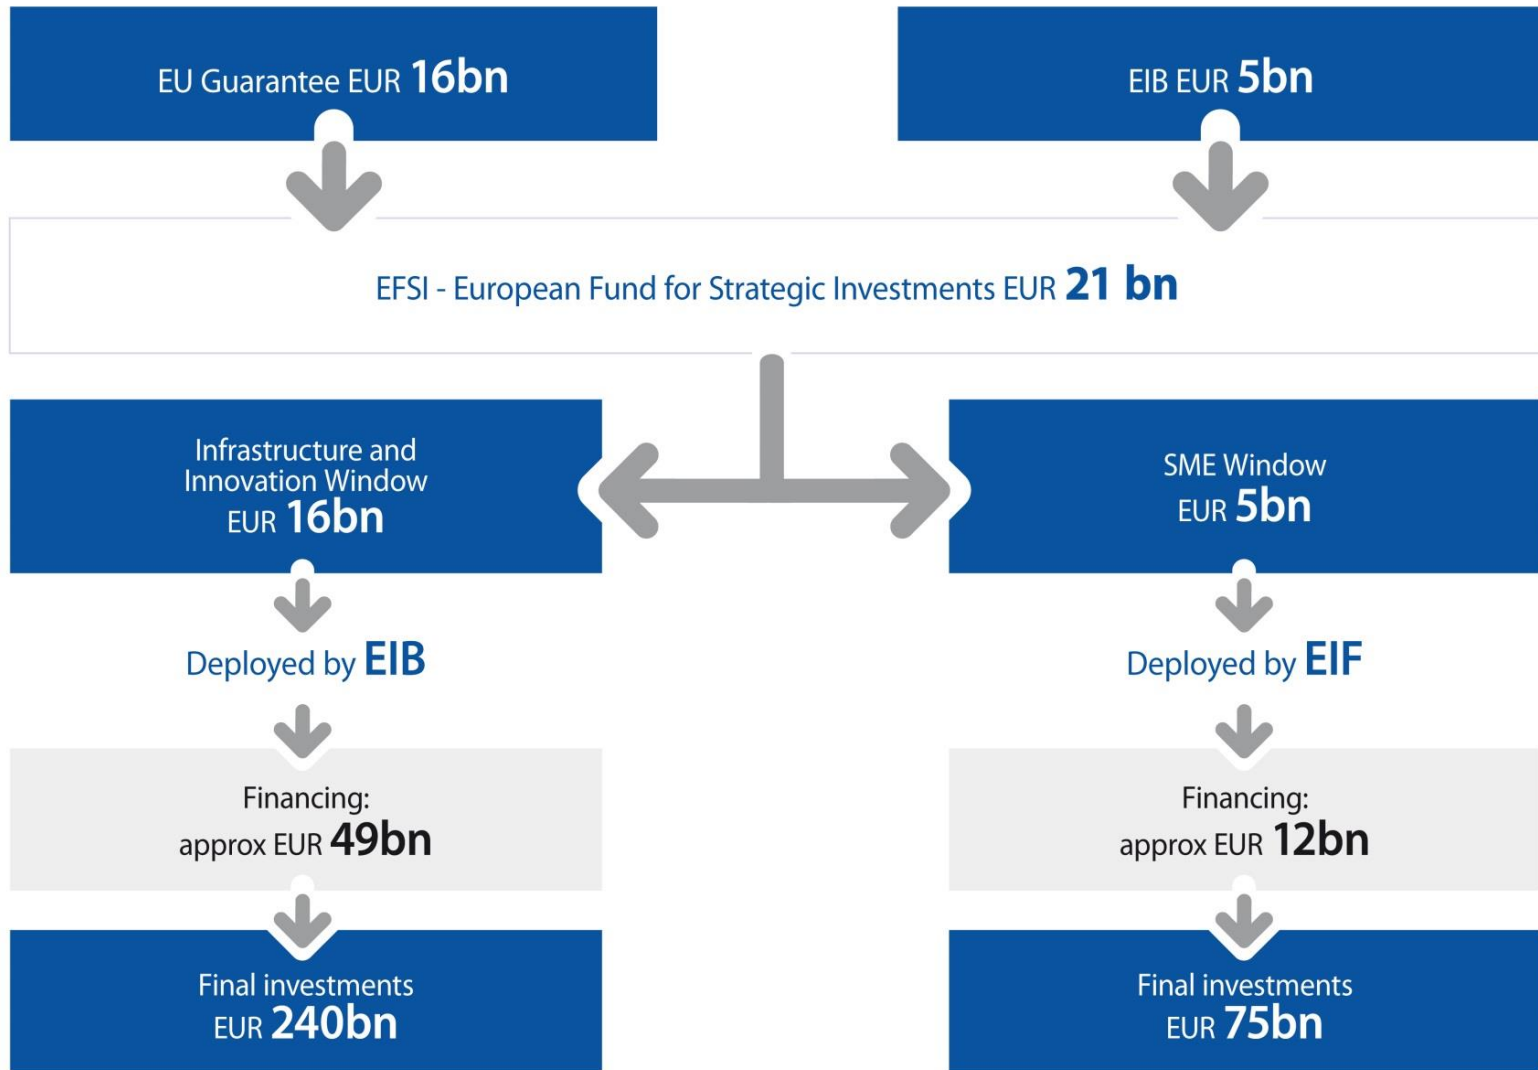 EU Guarantee EUR 16bn
EIB EUR 5bn
EFSI - European Fund for Strategic Investments EUR 21 bn
Infrastructure and
Innovation Window
EUR 16bn
SME Window
EUR 5bn
Deployed by EIB
Deployed by EIF
Financing:
approx EUR 49bn
Financing:
approx EUR 12bn
Final investments
EUR 240bn
Final investments
EUR 75bn